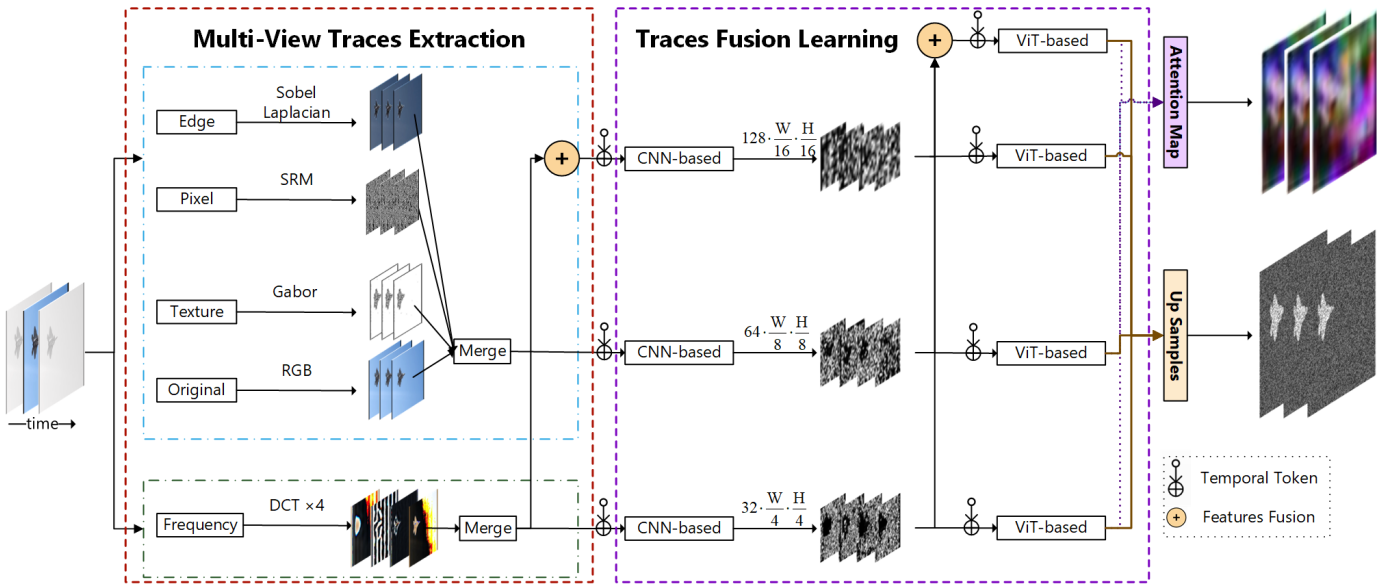 Multi-View Traces Extraction
Edge
Sobel
Laplacian
Pixel
SRM
Texture
Gabor
Original
RGB
Merge
Frequency
DCT ×4
Merge
time
+
Traces Fusion Learning
+
ViT-based
CNN-based
128·W/16·H/16
ViT-based
CNN-based
64·W/8·H/8
ViT-based
CNN-based
32·W/4·H/4
ViT-based
Attention Map
Up Samples
Temporal Token
+
Features Fusion